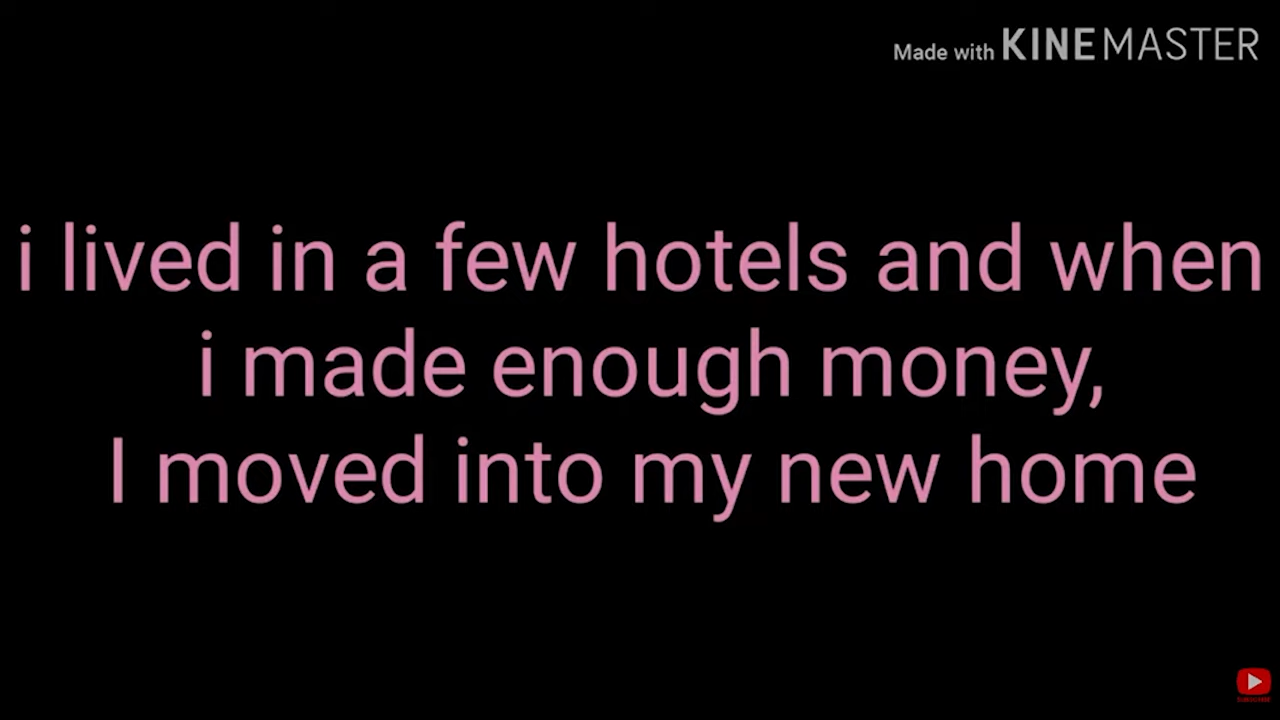 Made with KINEMASTER
i lived in a few hotels and when
i made enough money,
I moved into my new home